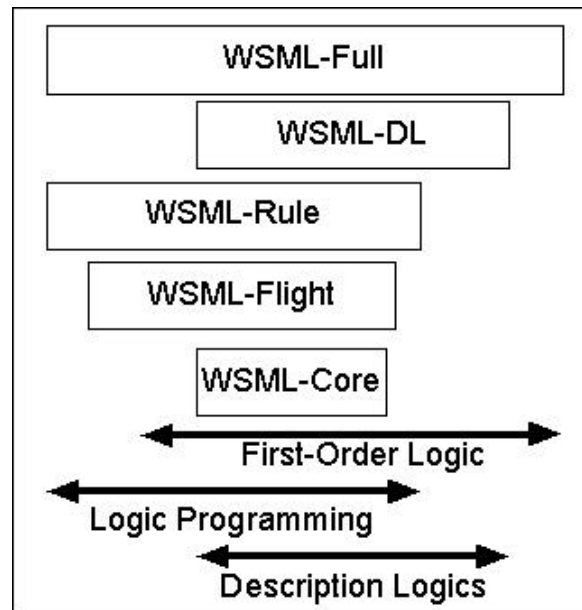 WSML-Full
WSML-DL
WSML-Rule
WSML-Flight
WSML-Core
First-Order Logic
Logic Programming
Description Logics